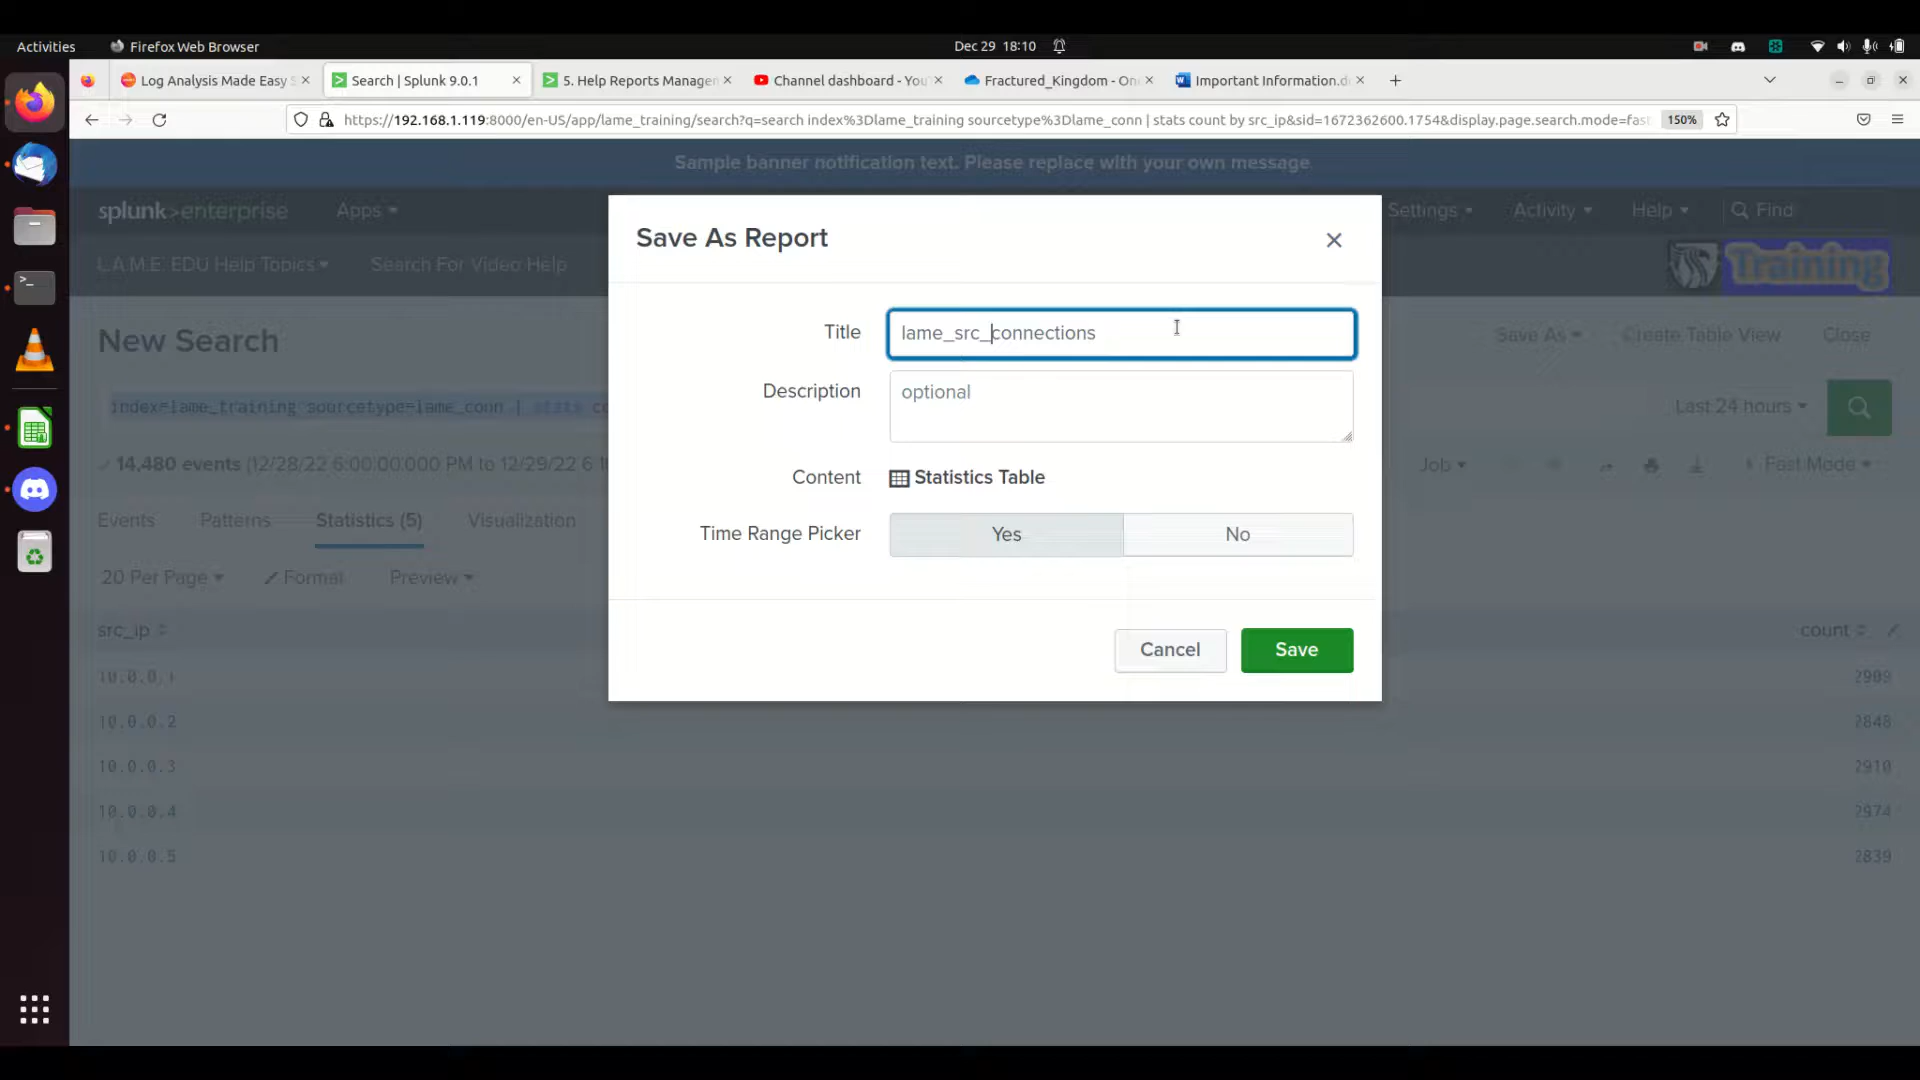 Activities Firefox Web Browser Dec 29 18:10
Log Analysis Made Easy Search | Splunk 9.0.1 5. Help Reports Manage Channel dashboard - You Fractured_Kingdom - On Important Information.d
https://192.168.1.119:8000/en-US/app/lame_training/search?q=search index%3Dlame_training sourcetype%3Dlame_conn | stats count by src_ip&sid=1672362600.1754&display.page.search.mode=fas 150%
Sample banner notification text. Please replace with your own message
splunk>enterprise Apps Settings Activity Help Find
L.A.M.E. EDU Help Topics Search For Video Help Training
Save As Report
Title lame_src_connections
New Search Save As Create Table View Close
Description optional
index=lame_training sourcetype=lame_conn | stats co Last 24 hours
14,480 events (12/28/22 6:00:00.000 PM to 12/29/22 6:1 Job Fast Mode
Content Statistics Table
Events Patterns Statistics (5) Visualization
Time Range Picker Yes No
20 Per Page Format Preview
src_ip count
Cancel Save
10.0.0.1 2909
10.0.0.2 2848
10.0.0.3 2910
10.0.0.4 2974
10.0.0.5 2839